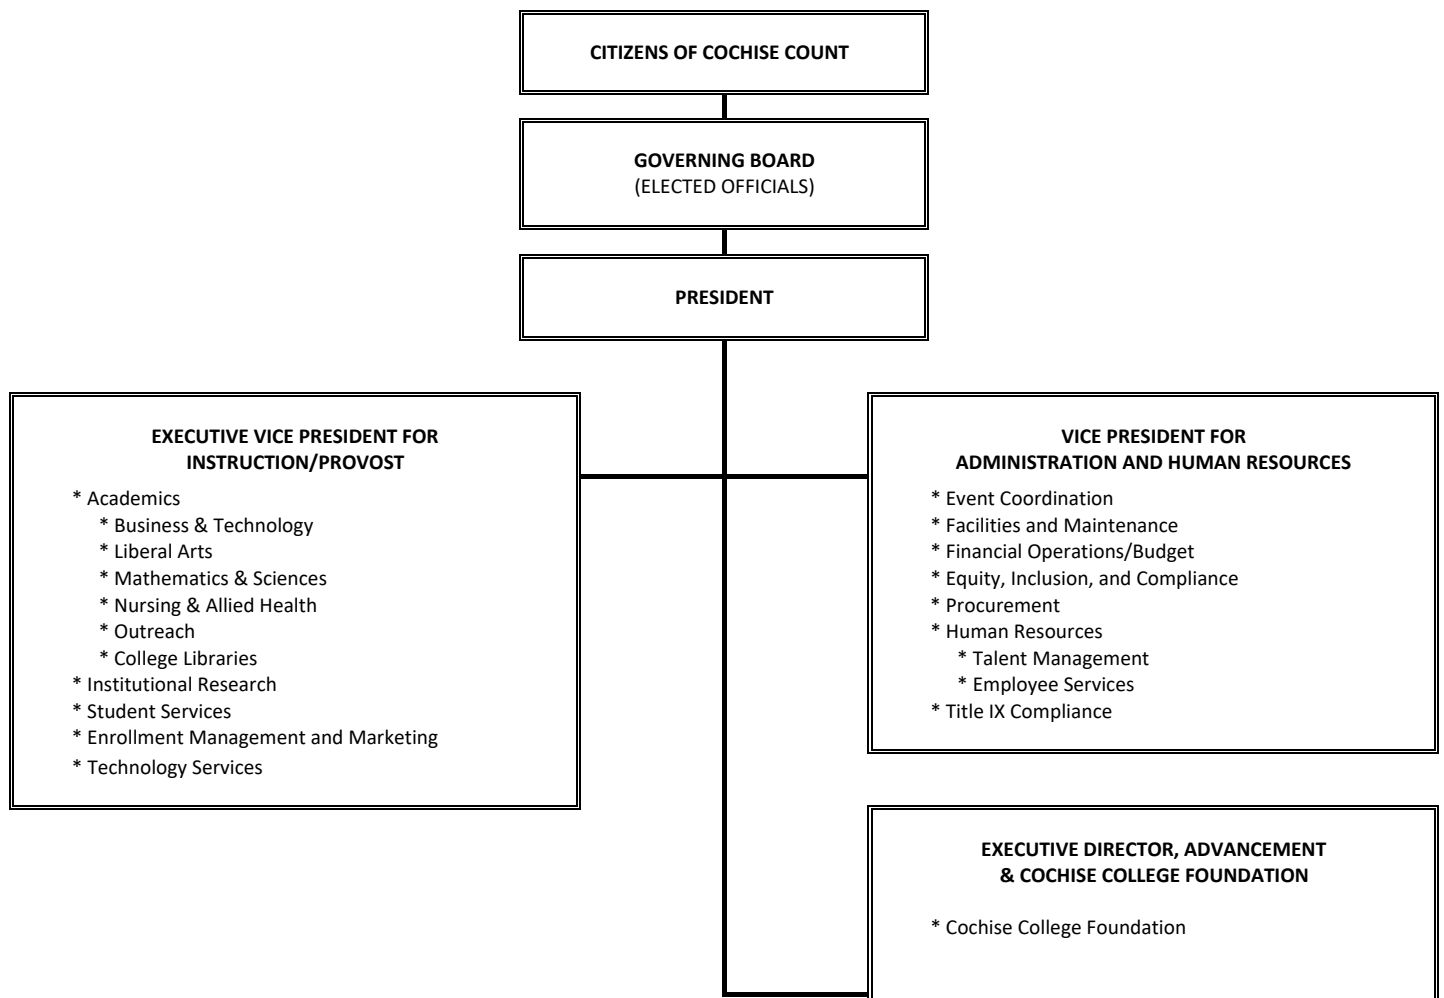 CITIZENS OF COCHISE COUNT
GOVERNING BOARD
(ELECTED OFFICIALS)
PRESIDENT
EXECUTIVE VICE PRESIDENT FOR
INSTRUCTION/PROVOST
* Academics
* Business & Technology
* Liberal Arts
* Mathematics & Sciences
* Nursing & Allied Health
* Outreach
* College Libraries
* Institutional Research
* Student Services
* Enrollment Management and Marketing
* Technology Services
VICE PRESIDENT FOR
ADMINISTRATION AND HUMAN RESOURCES
* Event Coordination
* Facilities and Maintenance
* Financial Operations/Budget
* Equity, Inclusion, and Compliance
* Procurement
* Human Resources
* Talent Management
* Employee Services
* Title IX Compliance
EXECUTIVE DIRECTOR, ADVANCEMENT
& COCHISE COLLEGE FOUNDATION
* Cochise College Foundation